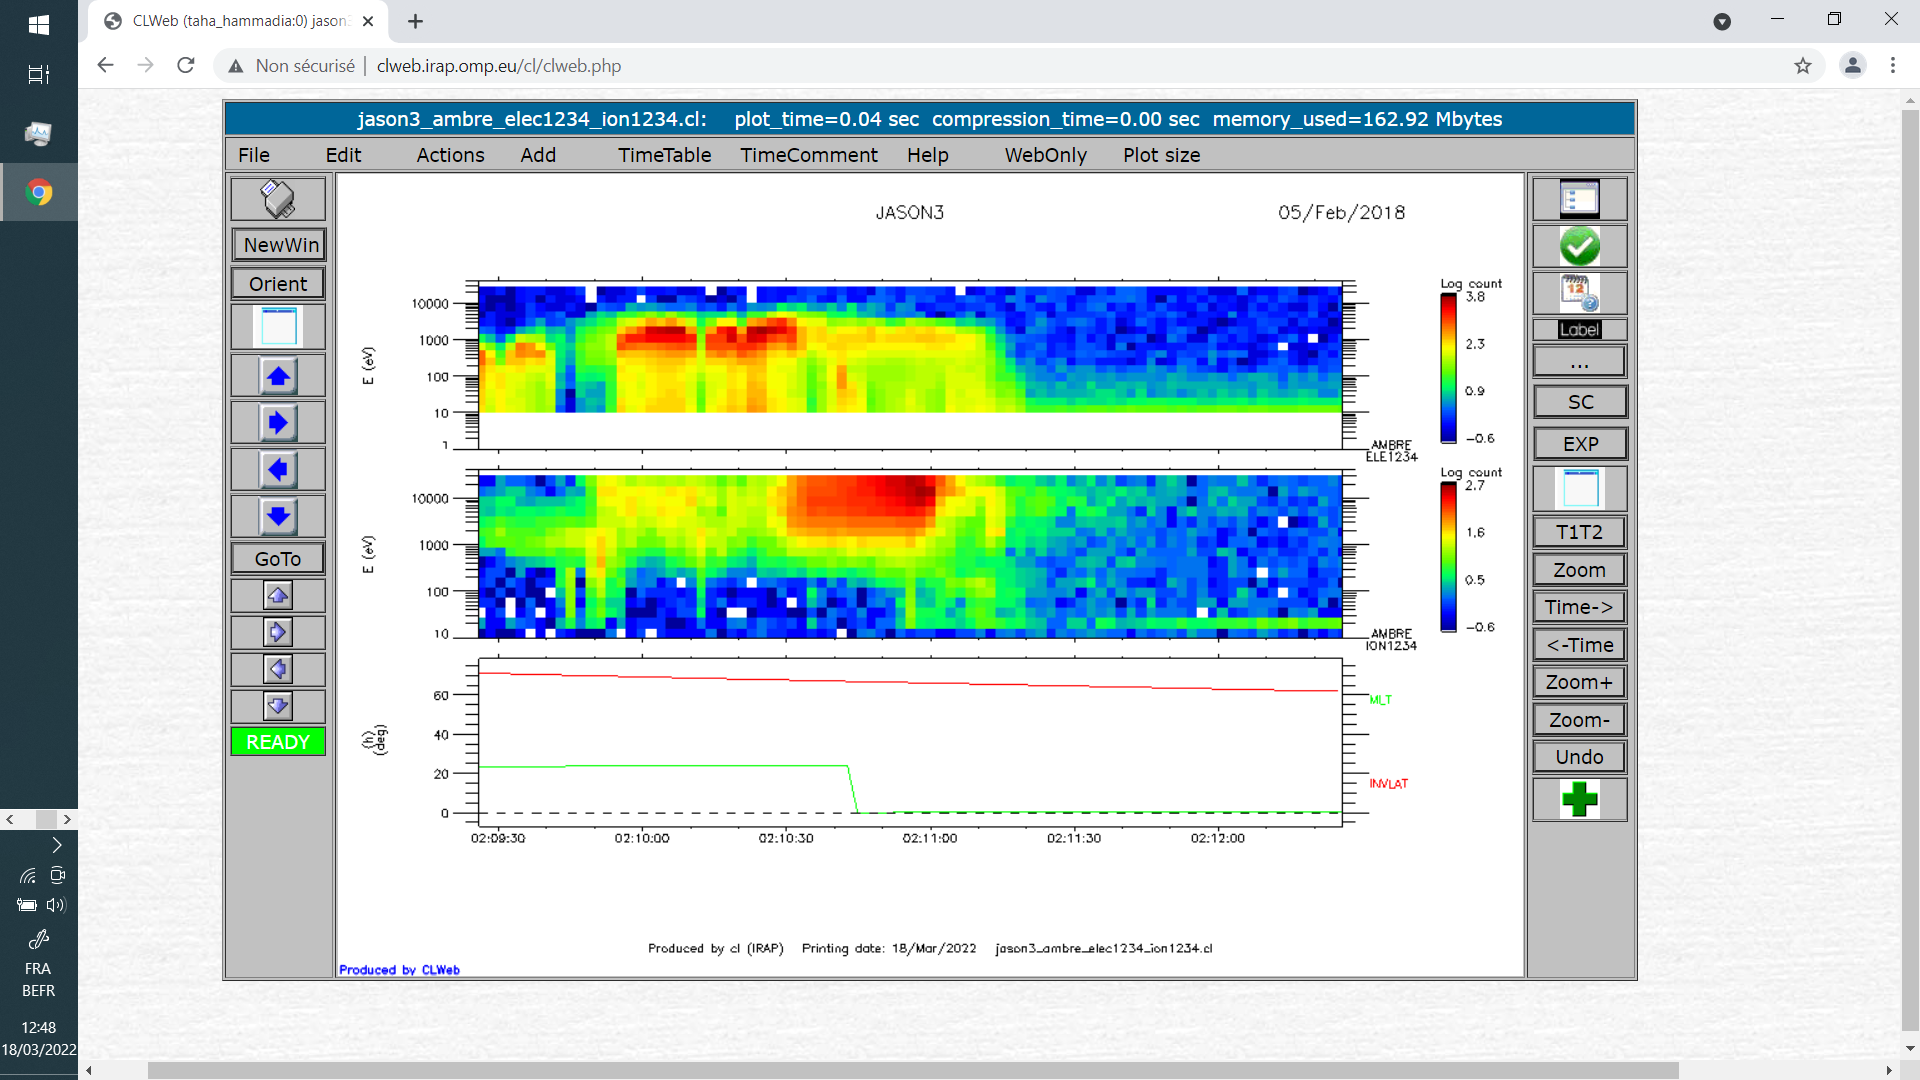 CLWeb (taha_hammadia:0) jason3
Non sécurisé | clweb.irap.omp.eu/cl/clweb.php
jason3_ambre_elec1234_ion1234.cl: plot_time=0.04 sec compression_time=0.00 sec memory_used=162.92 Mbytes
File Edit Actions Add TimeTable TimeComment Help WebOnly Plot size
NewWin
Orient
GoTo
READY
JASON3 05/Feb/2018
E (eV)
10000
1000
100
10
1
Log count
3.8
2.3
0.9
-0.6
AMBRE
ELE1234
E (eV)
10000
1000
100
10
Log count
2.7
1.6
0.5
-0.6
AMBRE
ION1234
(h)
(deg)
60
40
20
0
MLT
INVLAT
02:09:30 02:10:00 02:10:30 02:11:00 02:11:30 02:12:00
Produced by cl (IRAP) Printing date: 18/Mar/2022 jason3_ambre_elec1234_ion1234.cl
Produced by CLWeb
12
Label
...
SC
EXP
T1T2
Zoom
Time->
<-Time
Zoom+
Zoom-
Undo
FRA
BEFR
12:48
18/03/2022